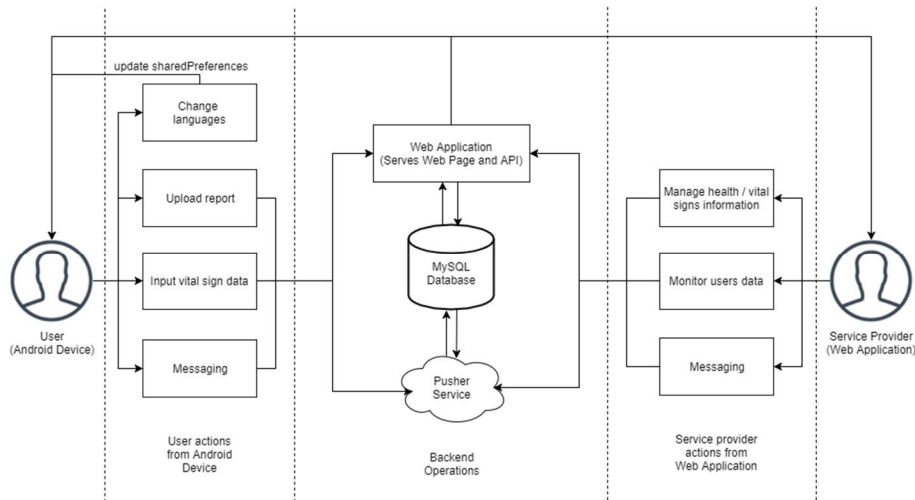 update sharedPreferences
Change
languages
Upload report
Input vital sign data
Messaging
User
(Android Device)
User actions
from Android
Device
Web Application
(Serves Web Page and API)
MySQL
Database
Pusher
Service
Backend
Operations
Manage health / vital
signs information
Monitor users data
Messaging
Service provider
actions from
Web Application
Service Provider
(Web Application)